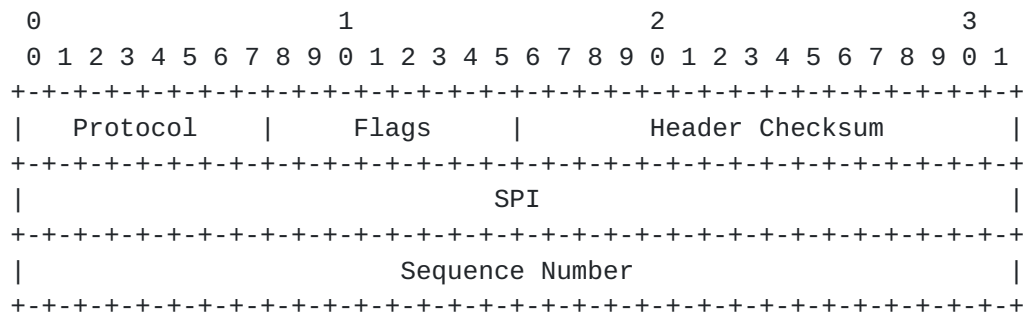 0                   1                   2                   3
 0 1 2 3 4 5 6 7 8 9 0 1 2 3 4 5 6 7 8 9 0 1 2 3 4 5 6 7 8 9 0 1
+-+-+-+-+-+-+-+-+-+-+-+-+-+-+-+-+-+-+-+-+-+-+-+-+-+-+-+-+-+-+-+-+
|   Protocol    |     Flags     |        Header Checksum        |
+-+-+-+-+-+-+-+-+-+-+-+-+-+-+-+-+-+-+-+-+-+-+-+-+-+-+-+-+-+-+-+-+
|                              SPI                              |
+-+-+-+-+-+-+-+-+-+-+-+-+-+-+-+-+-+-+-+-+-+-+-+-+-+-+-+-+-+-+-+-+
|                        Sequence Number                        |
+-+-+-+-+-+-+-+-+-+-+-+-+-+-+-+-+-+-+-+-+-+-+-+-+-+-+-+-+-+-+-+-+